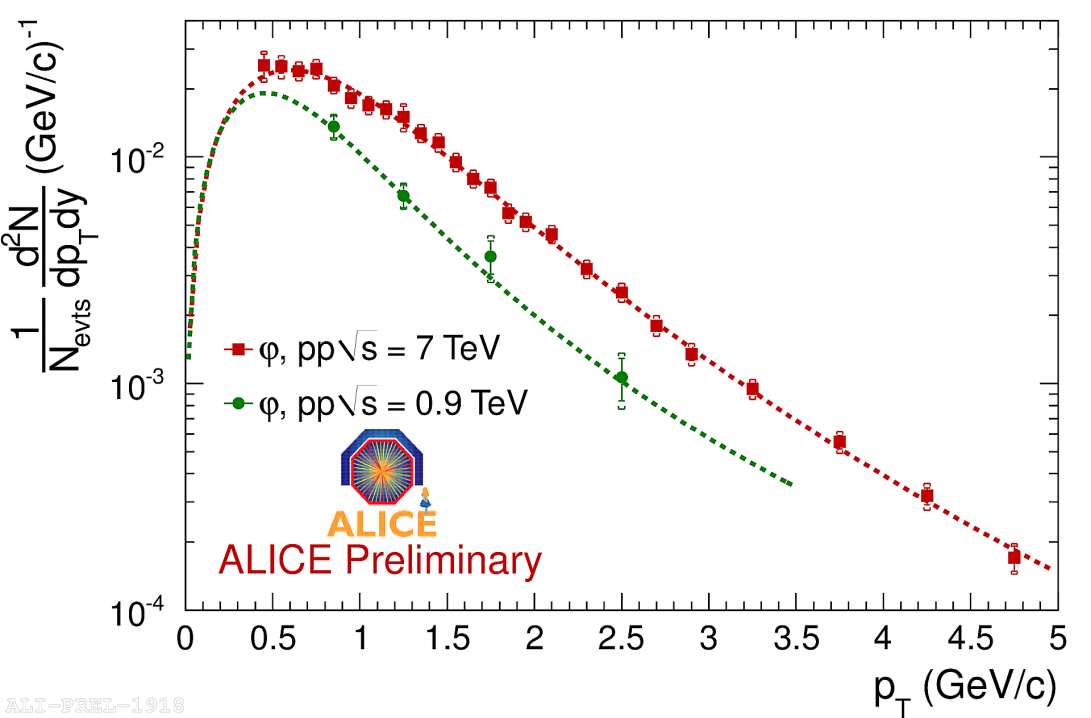 1/N_evts d²N/dp_Tdy (GeV/c)⁻¹
10⁻²
10⁻³
10⁻⁴
φ, pp√s = 7 TeV
φ, pp√s = 0.9 TeV
ALICE
ALICE Preliminary
0 0.5 1 1.5 2 2.5 3 3.5 4 4.5 5
p_T (GeV/c)
ALI-PREL-1918